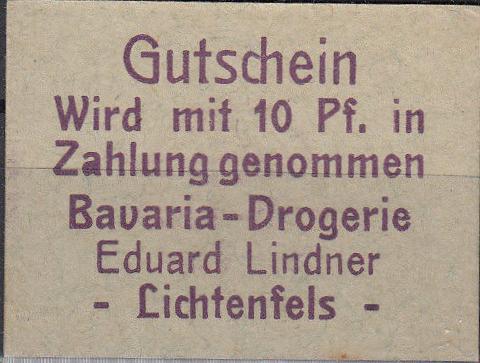 Gutschein
Wird mit 10 Pf. in
Zahlung genommen
Bavaria-Drogerie
Eduard Lindner
- Lichtenfels -